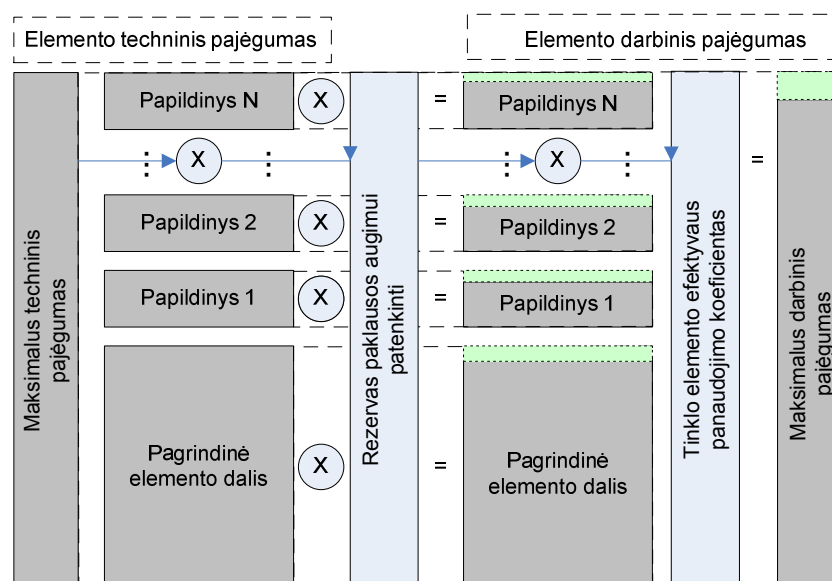 Elemento techninis pajėgumas
Elemento darbinis pajėgumas
Maksimalus techninis
pajėgumas
Papildinys N
X
=
Papildinys N
X
X
=
Papildinys 2
X
=
Papildinys 2
Papildinys 1
X
=
Papildinys 1
Pagrindinė
elemento dalis
X
=
Pagrindinė
elemento dalis
Rezervas paklausos augimui
patenkinti
Tinklo elemento efektyvaus
panaudojimo koeficientas
Maksimalus darbinis
pajėgumas